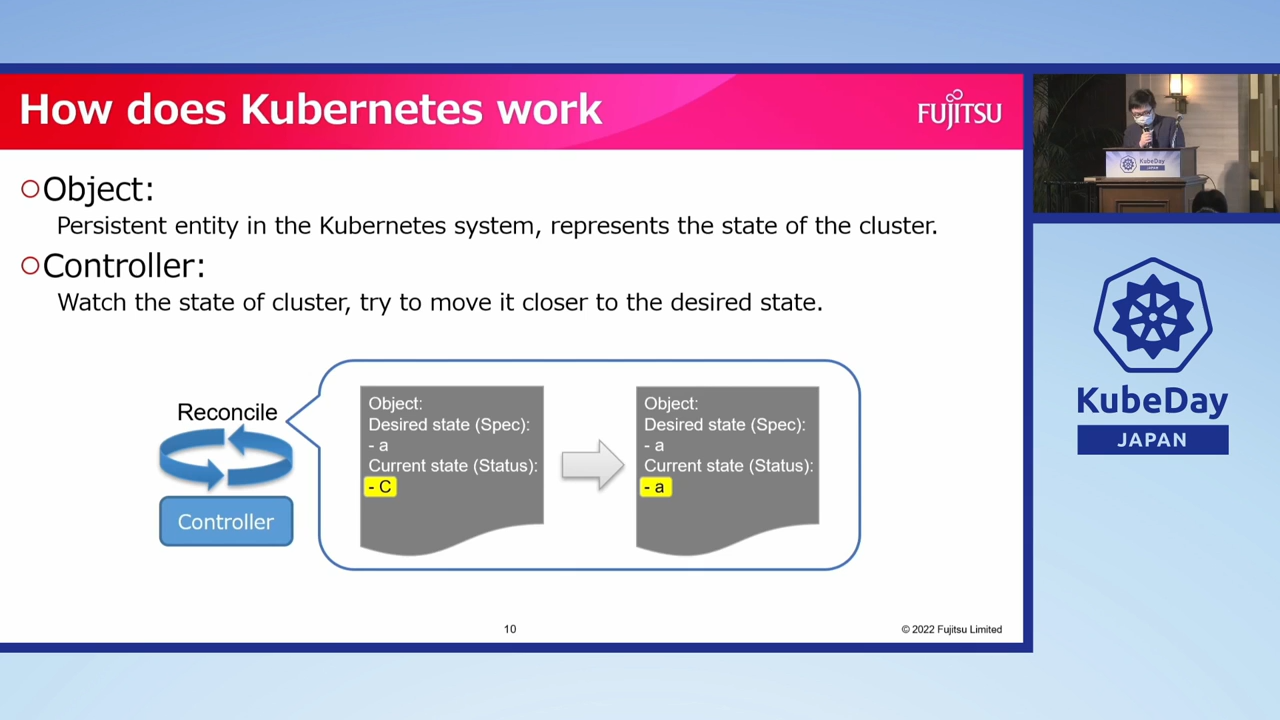 How does Kubernetes work
FUJITSU
Object:
Persistent entity in the Kubernetes system, represents the state of the cluster.
Controller:
Watch the state of cluster, try to move it closer to the desired state.
Reconcile
Controller
Object:
Desired state (Spec):
- a
Current state (Status):
- C
Object:
Desired state (Spec):
- a
Current state (Status):
- a
10
© 2022 Fujitsu Limited
KubeDay
JAPAN
KubeDay
JAPAN